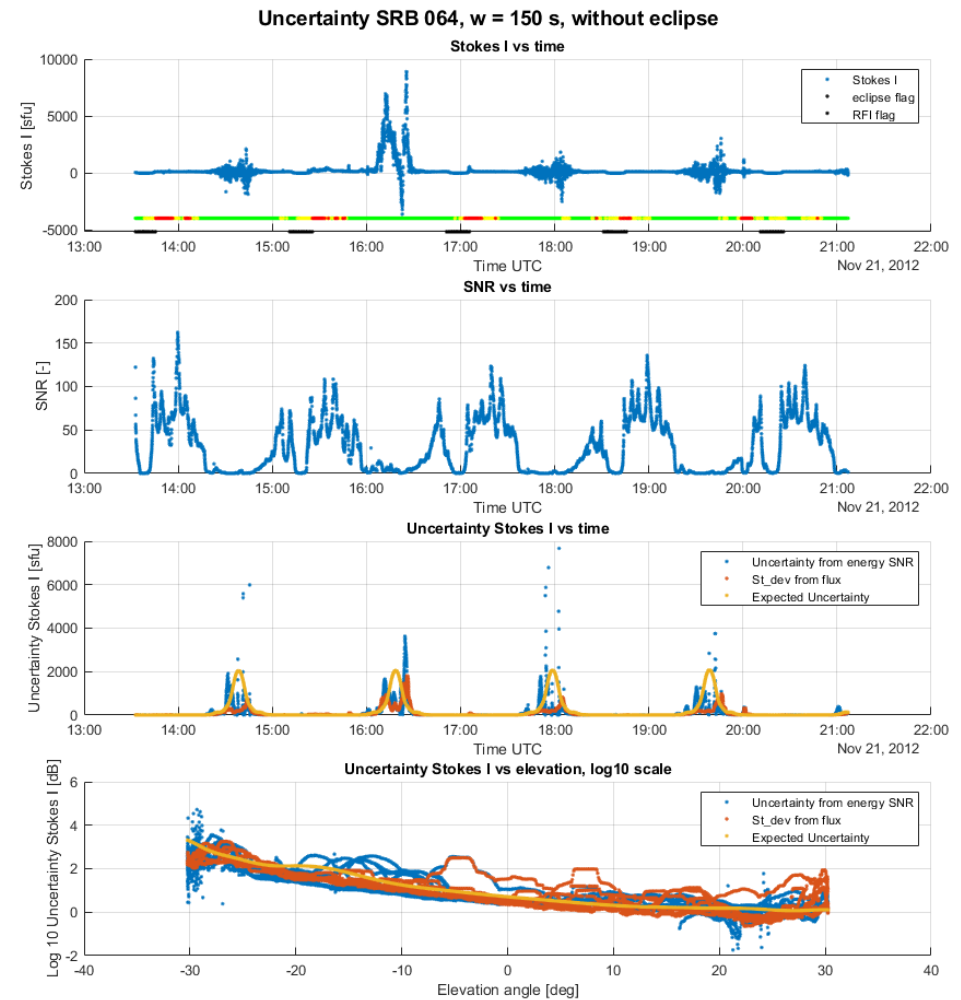 Uncertainty SRB 064, w = 150 s, without eclipse
Stokes I vs time
10000
5000
0
-5000
Stokes I [sfu]
Stokes I
eclipse flag
RFI flag
13:00 14:00 15:00 16:00 17:00 18:00 19:00 20:00 21:00 22:00
Time UTC
Nov 21, 2012
SNR vs time
200
150
100
50
0
SNR [-]
13:00 14:00 15:00 16:00 17:00 18:00 19:00 20:00 21:00 22:00
Time UTC
Nov 21, 2012
Uncertainty Stokes I vs time
8000
6000
4000
2000
0
Uncertainty Stokes I [sfu]
Uncertainty from energy SNR
St_dev from flux
Expected Uncertainty
13:00 14:00 15:00 16:00 17:00 18:00 19:00 20:00 21:00 22:00
Time UTC
Nov 21, 2012
Uncertainty Stokes I vs elevation, log10 scale
6
4
2
0
-2
Log 10 Uncertainty Stokes I [dB]
Uncertainty from energy SNR
St_dev from flux
Expected Uncertainty
-40 -30 -20 -10 0 10 20 30 40
Elevation angle [deg]